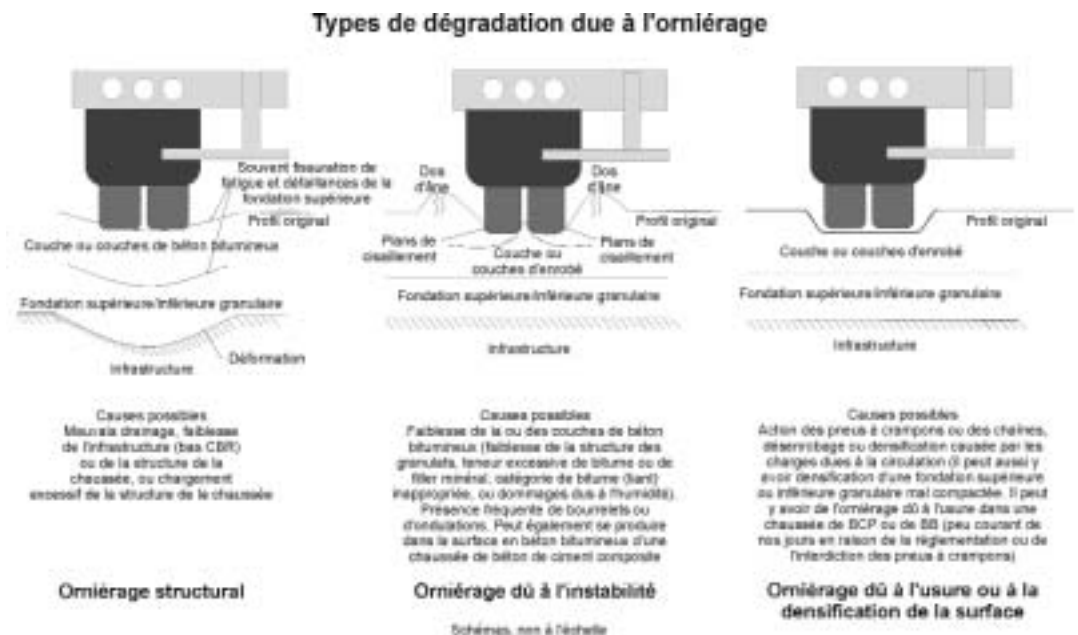 Types de dégradation due à l'orniérage
Souvent fissuration de
fatigue et défaillances de la
fondation supérieure
Profil original
Couche ou couches de béton bitumineux
Fondation supérieure/inférieure granulaire
Déformation
Infrastructure
Causes possibles
Mauvais drainage, faiblesse
de l'infrastructure (bas CBR)
ou de la structure de la
chaussée, ou chargement
excessif de la structure de la chaussée
Orniérage structural
Dos
d'âne
Dos
d'âne
Profil original
Plans de
cisaillement
Plans de
cisaillement
Couche ou
couches d'enrobé
Fondation supérieure/inférieure granulaire
Infrastructure
Causes possibles
Faiblesse de la ou des couches de béton
bitumineux (faiblesse de la structure des
granulats, teneur excessive de bitume ou de
filler minéral, catégorie de bitume (liant)
inappropriée, ou dommages dus à l'humidité).
Présence fréquente de bourrelets ou
d'ondulations. Peut également se produire
dans la surface en béton bitumineux d'une
chaussée de béton de ciment composite
Orniérage dû à l'instabilité
Schémas, non à l'échelle
Profil original
Couche ou couches d'enrobé
Fondation supérieure/inférieure granulaire
Infrastructure
Causes possibles
Action des pneus à crampons ou des chaînes,
désenrobage ou densification causée par les
charges dues à la circulation (il peut aussi y
avoir densification d'une fondation supérieure
ou inférieure granulaire mal compactée. Il peut
y avoir de l'orniérage dû à l'usure dans une
chaussée de BCP ou de BB (peu courant de
nos jours en raison de la réglementation ou de
l'interdiction des pneus à crampons)
Orniérage dû à l'usure ou à la
densification de la surface